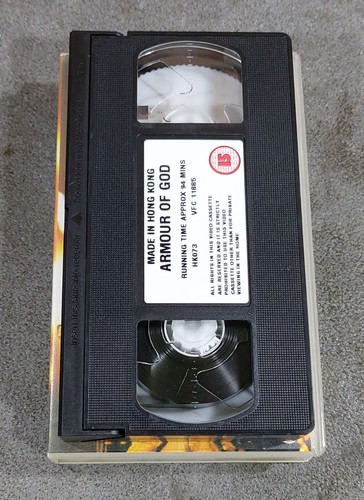 MADE IN HONG KONG
ARMOUR OF GOD
RUNNING TIME APPROX 94 MINS
HK073 VFC 11885
15
ALL RIGHTS IN THIS VIDEO CASSETTE
ARE RESERVED AND IT IS STRICTLY
PROHIBITED TO USE THIS VIDEO
CASSETTE OTHER THAN FOR PRIVATE
VIEWING IN THE HOME.